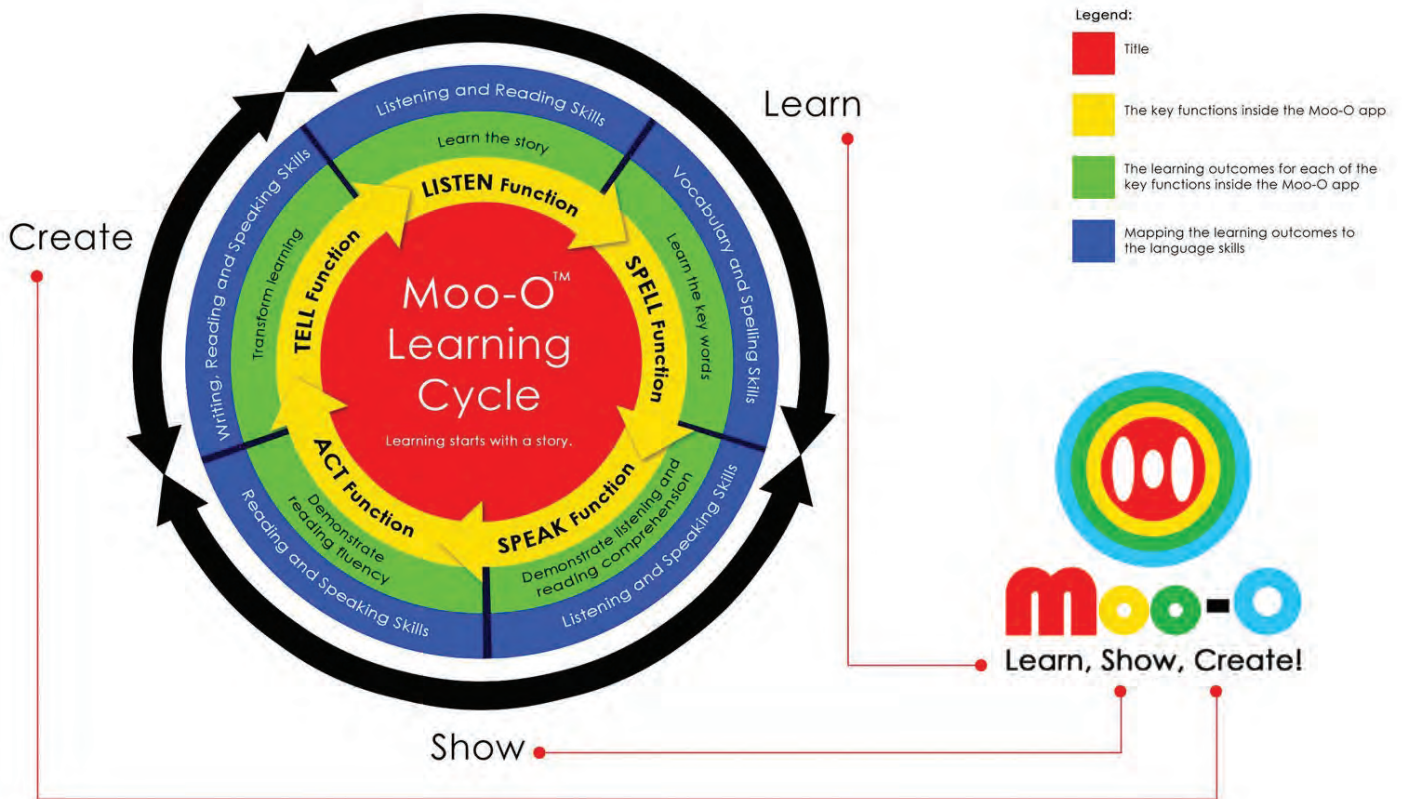 Legend:
Title
The key functions inside the Moo-O app
The learning outcomes for each of the
key functions inside the Moo-O app
Mapping the learning outcomes to
the language skills
Learn
Create
Show
Listening and Reading Skills
Learn the story
LISTEN Function
Vocabulary and Spelling Skills
Learn the key words
SPELL Function
Listening and Speaking Skills
Demonstrate listening and
reading comprehension
SPEAK Function
Reading and Speaking Skills
Demonstrate
reading fluency
ACT Function
Writing, Reading and Speaking Skills
Transform learning
TELL Function
Moo-O™
Learning
Cycle
Learning starts with a story.
moo-o
Learn, Show, Create!